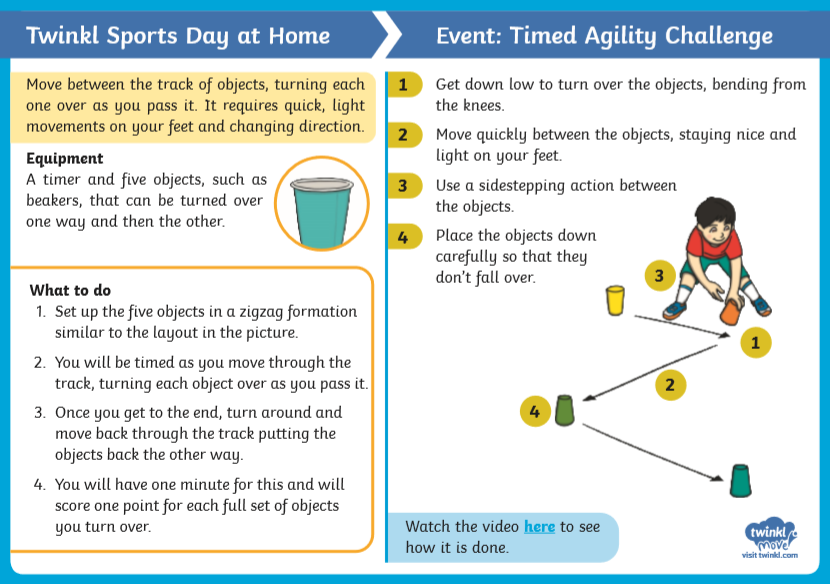 Twinkl Sports Day at Home
Event: Timed Agility Challenge
Move between the track of objects, turning each
one over as you pass it. It requires quick, light
movements on your feet and changing direction.
Equipment
A timer and five objects, such as
beakers, that can be turned over
one way and then the other.
What to do
1. Set up the five objects in a zigzag formation
similar to the layout in the picture.
2. You will be timed as you move through the
track, turning each object over as you pass it.
3. Once you get to the end, turn around and
move back through the track putting the
objects back the other way.
4. You will have one minute for this and will
score one point for each full set of objects
you turn over.
1 Get down low to turn over the objects, bending from
the knees.
2 Move quickly between the objects, staying nice and
light on your feet.
3 Use a sidestepping action between
the objects.
4 Place the objects down
carefully so that they
don't fall over.
3
1
2
4
Watch the video here to see
how it is done.
twinkl
move
visit twinkl.com